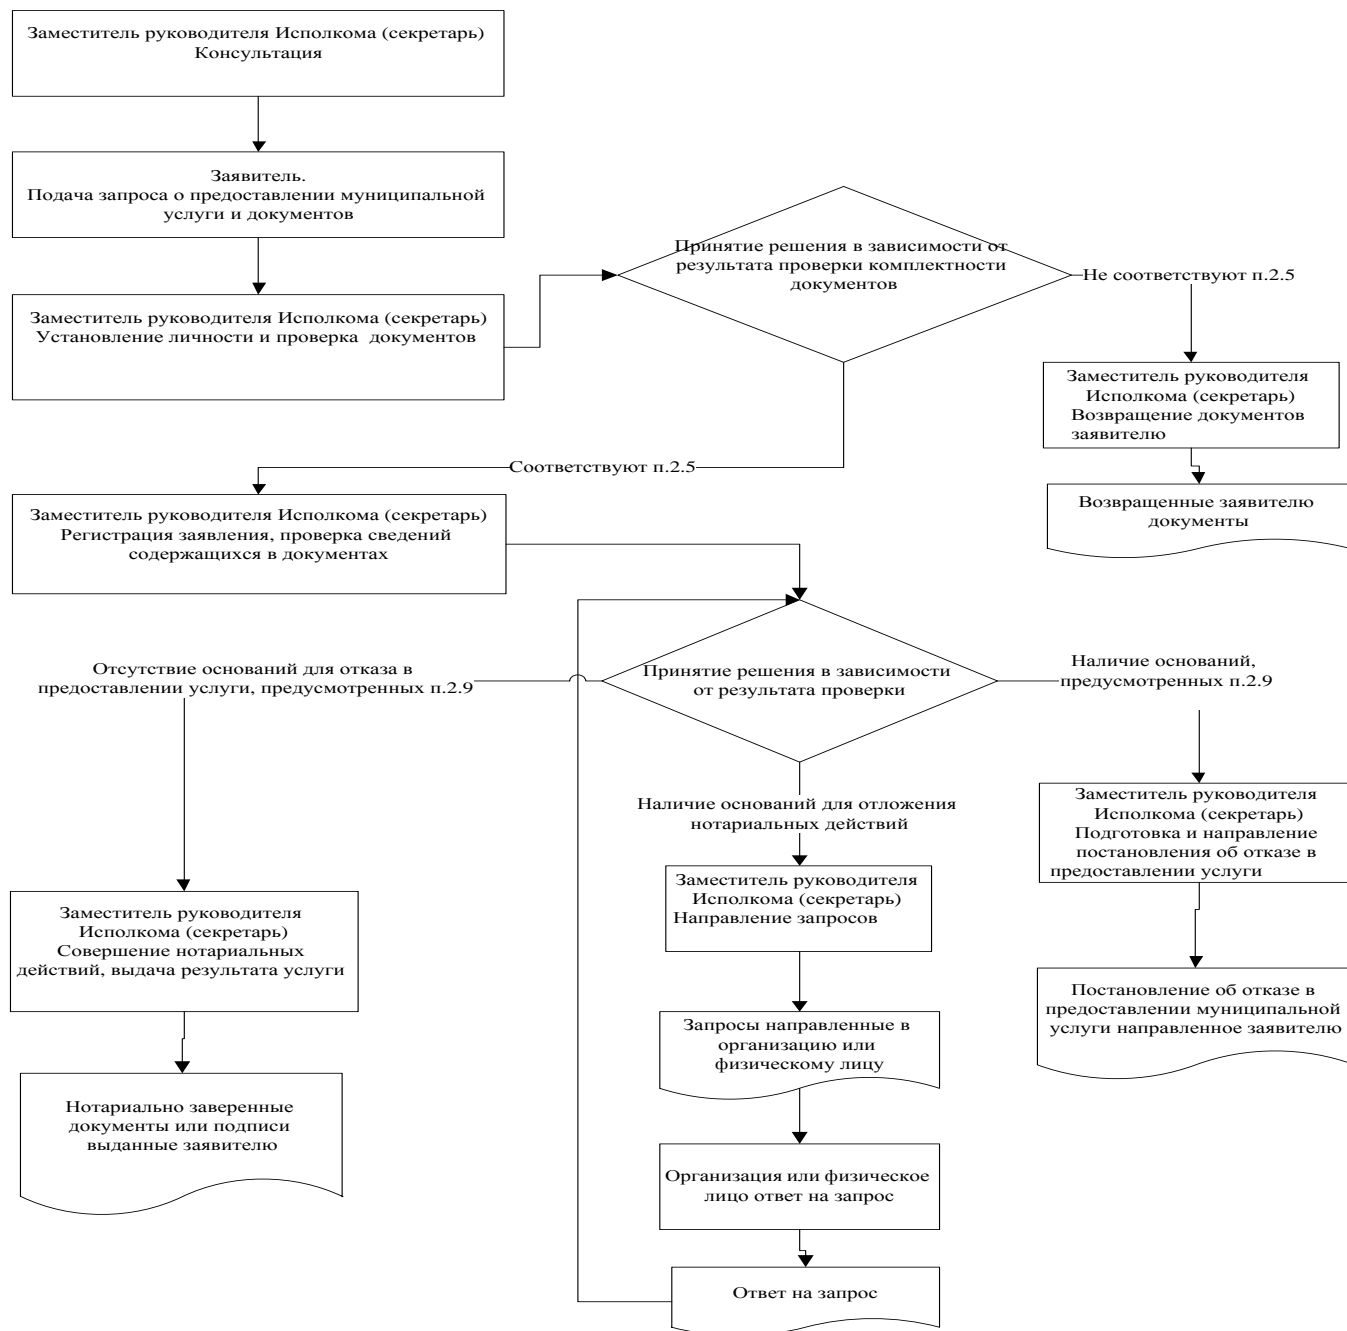 Заместитель руководителя Исполкома (секретарь)
Консультация
Заявитель.
Подача запроса о предоставлении муниципальной
услуги и документов
Заместитель руководителя Исполкома (секретарь)
Установление личности и проверка документов
Принятие решения в зависимости от
результата проверки комплектности
документов
Не соответствуют п.2.5
Заместитель руководителя
Исполкома (секретарь)
Возвращение документов
заявителю
Возвращенные заявителю
документы
Соответствуют п.2.5
Заместитель руководителя Исполкома (секретарь)
Регистрация заявления, проверка сведений
содержащихся в документах
Принятие решения в зависимости
от результата проверки
Отсутствие оснований для отказа в
предоставлении услуги, предусмотренных п.2.9
Заместитель руководителя
Исполкома (секретарь)
Совершение нотариальных
действий, выдача результата услуги
Нотариально заверенные
документы или подписи
выданные заявителю
Наличие оснований для отложения
нотариальных действий
Заместитель руководителя
Исполкома (секретарь)
Направление запросов
Запросы направленные в
организацию или
физическому лицу
Организация или физическое
лицо ответ на запрос
Ответ на запрос
Наличие оснований,
предусмотренных п.2.9
Заместитель руководителя
Исполкома (секретарь)
Подготовка и направление
постановления об отказе в
предоставлении услуги
Постановление об отказе в
предоставлении муниципальной
услуги направленное заявителю